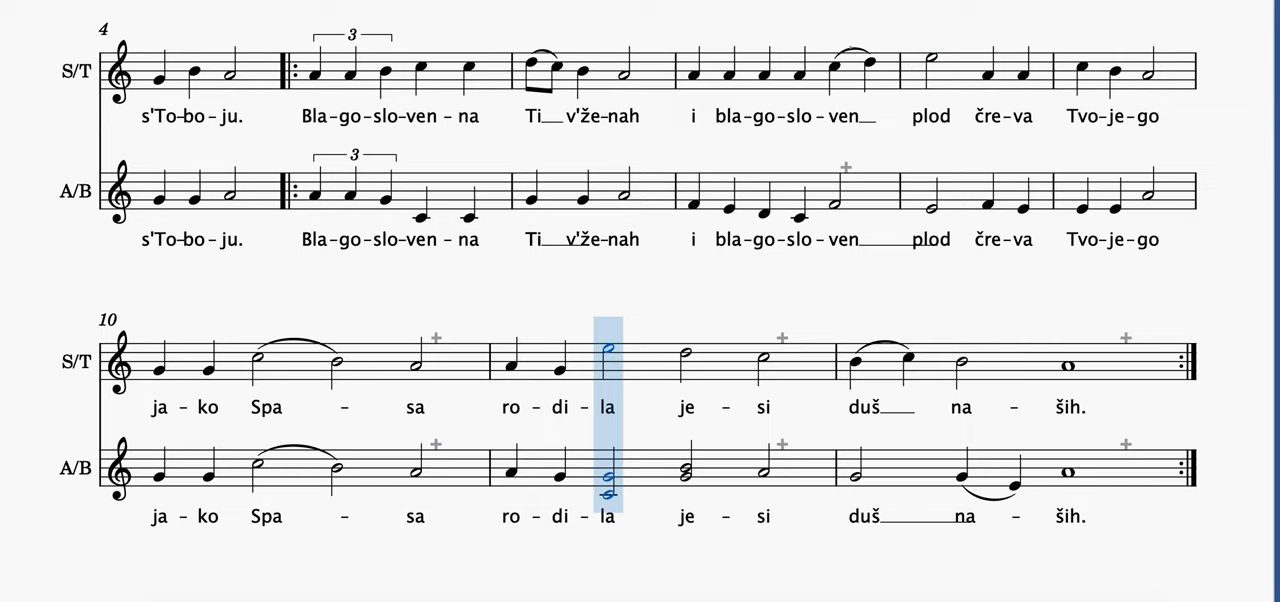 4
3
S/T
s'To-bo-ju. Bla-go-slo-ven-na Ti v'že-nah i bla-go-slo-ven plod čre-va Tvo-je-go
3
A/B
s'To-bo-ju. Bla-go-slo-ven-na Ti v'že-nah i bla-go-slo-ven plod čre-va Tvo-je-go
10
S/T
ja-ko Spa-sa ro-di-la je-si duš na-ših.
A/B
ja-ko Spa-sa ro-di-la je-si duš na-ših.